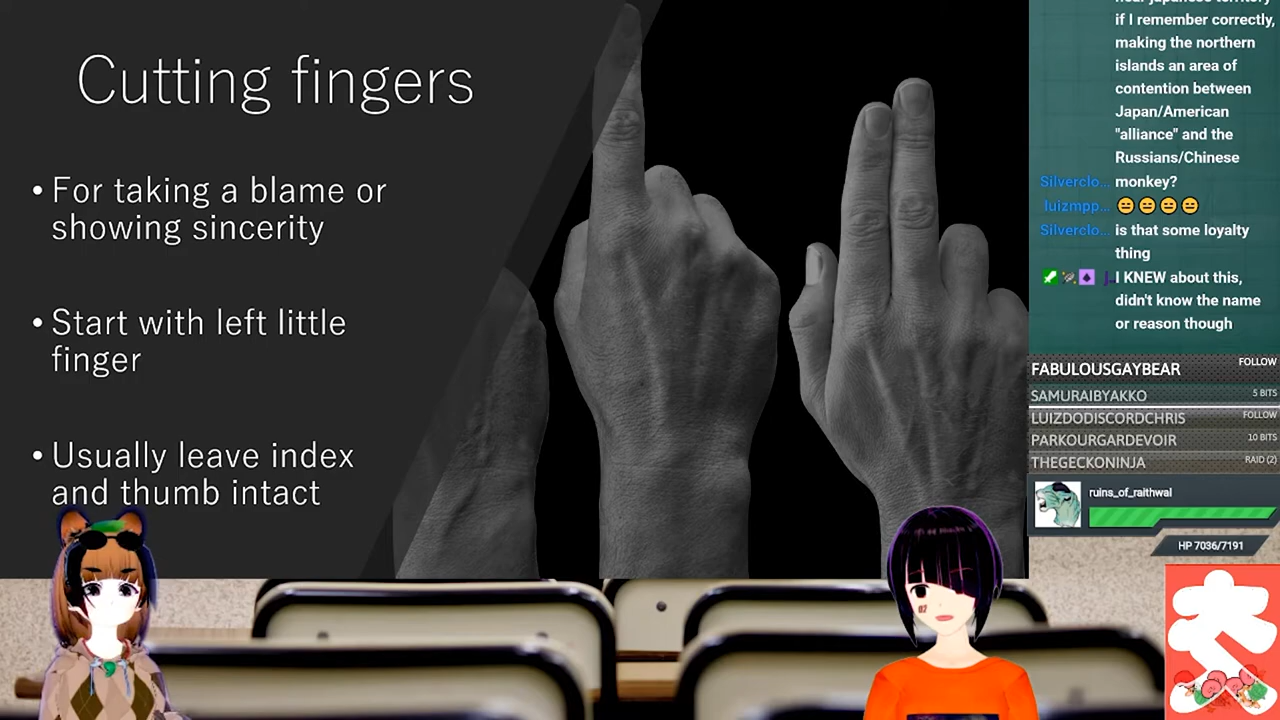 Cutting fingers
• For taking a blame or
showing sincerity
• Start with left little
finger
• Usually leave index
and thumb intact
if I remember correctly,
making the northern
islands an area of
contention between
Japan/American
"alliance" and the
Russians/Chinese
Silverclo... monkey?
luizmpp...
Silverclo... is that some loyalty
thing
I KNEW about this,
didn't know the name
or reason though
FABULOUSGAYBEAR FOLLOW
SAMURAIBYAKKO 5 BITS
LUIZDODISCORDCHRIS FOLLOW
PARKOURGARDEVOIR 10 BITS
THEGECKONINJA RAID (2)
ruins_of_raithwal
HP 7036/7191